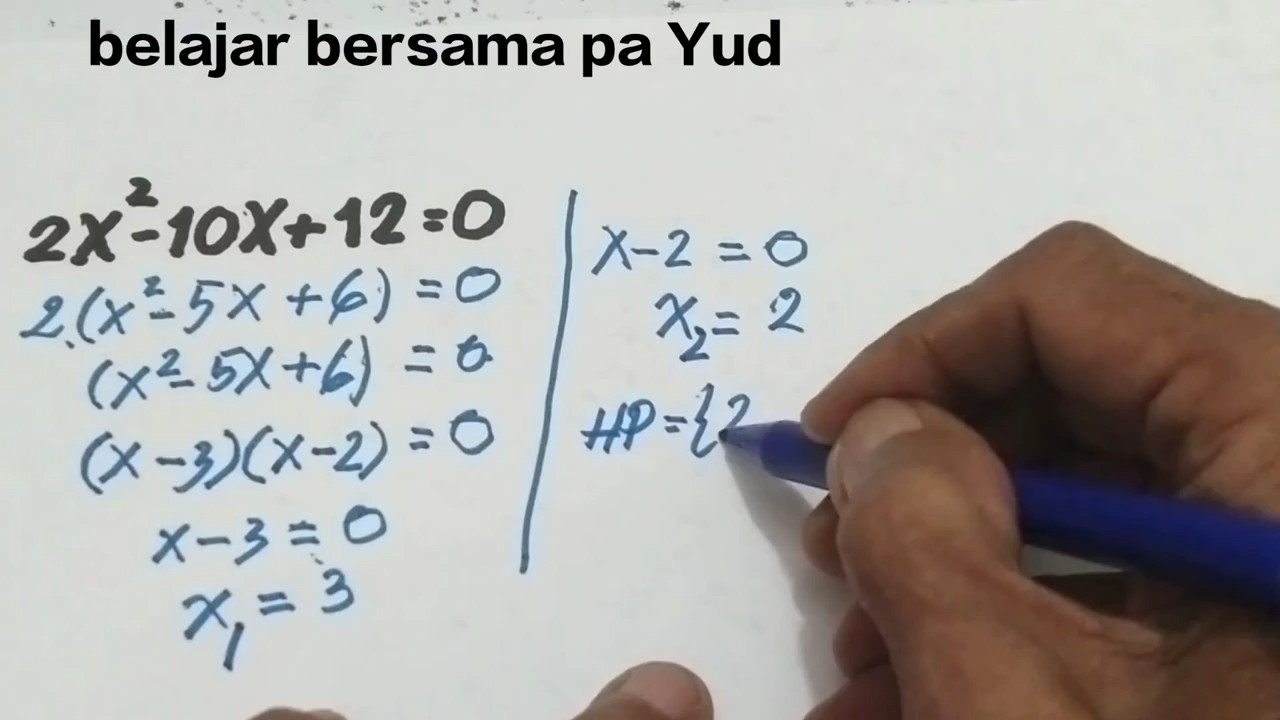 belajar bersama pa Yud
2x²-10x+12=0
2.(x²-5x+6)=0
(x²-5x+6)=0
(x-3)(x-2)=0
x-3=0
x₁=3
x-2=0
x₂=2
HP={2